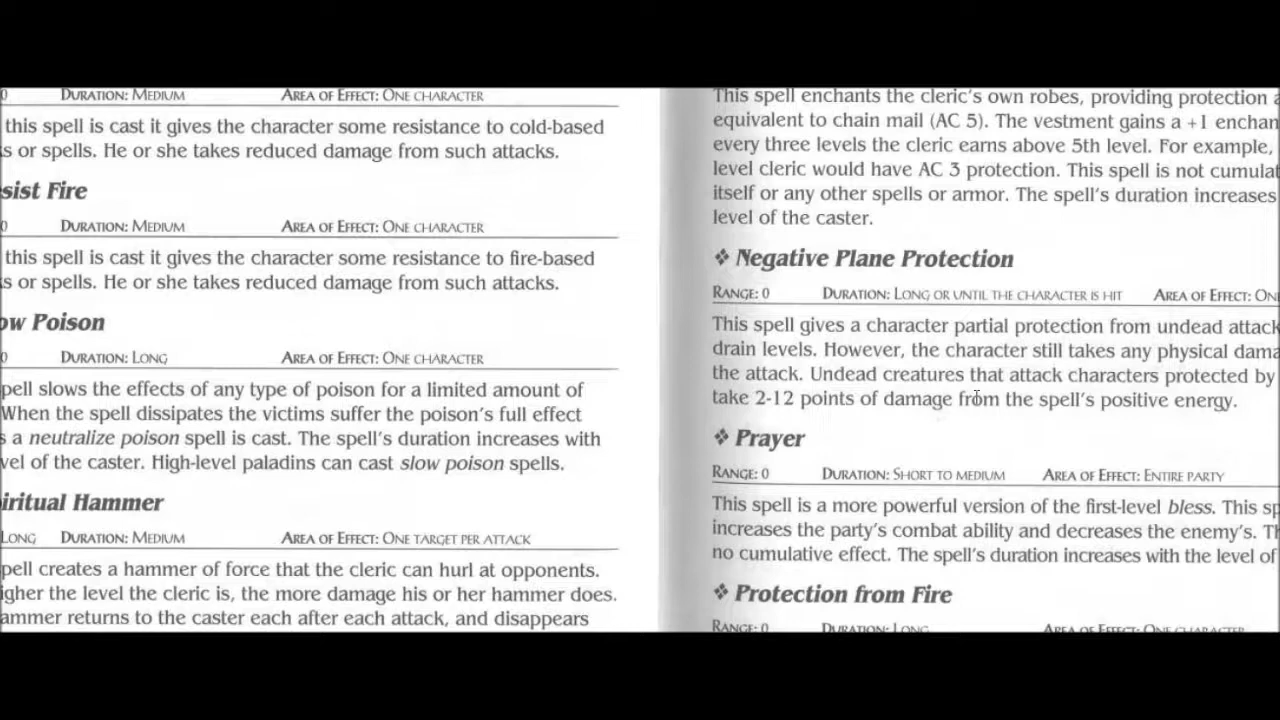 0 DURATION: MEDIUM AREA OF EFFECT: ONE CHARACTER
this spell is cast it gives the character some resistance to cold-based
s or spells. He or she takes reduced damage from such attacks.
sist Fire
0 DURATION: MEDIUM AREA OF EFFECT: ONE CHARACTER
this spell is cast it gives the character some resistance to fire-based
s or spells. He or she takes reduced damage from such attacks.
ow Poison
0 DURATION: LONG AREA OF EFFECT: ONE CHARACTER
pell slows the effects of any type of poison for a limited amount of
When the spell dissipates the victims suffer the poison's full effect
s a neutralize poison spell is cast. The spell's duration increases with
vel of the caster. High-level paladins can cast slow poison spells.
iritual Hammer
LONG DURATION: MEDIUM AREA OF EFFECT: ONE TARGET PER ATTACK
pell creates a hammer of force that the cleric can hurl at opponents.
igher the level the cleric is, the more damage his or her hammer does.
ammer returns to the caster each after each attack, and disappears
This spell enchants the cleric's own robes, providing protection a
equivalent to chain mail (AC 5). The vestment gains a +1 enchan
every three levels the cleric earns above 5th level. For example,
level cleric would have AC 3 protection. This spell is not cumulat
itself or any other spells or armor. The spell's duration increases
level of the caster.
❖ Negative Plane Protection
RANGE: 0 DURATION: LONG OR UNTIL THE CHARACTER IS HIT AREA OF EFFECT: ON
This spell gives a character partial protection from undead attack
drain levels. However, the character still takes any physical dama
the attack. Undead creatures that attack characters protected by
take 2-12 points of damage from the spell's positive energy.
❖ Prayer
RANGE: 0 DURATION: SHORT TO MEDIUM AREA OF EFFECT: ENTIRE PARTY
This spell is a more powerful version of the first-level bless. This sp
increases the party's combat ability and decreases the enemy's. Th
no cumulative effect. The spell's duration increases with the level of
❖ Protection from Fire
RANGE: 0 DURATION: LONG AREA OF EFFECT: ONE CHARACTER